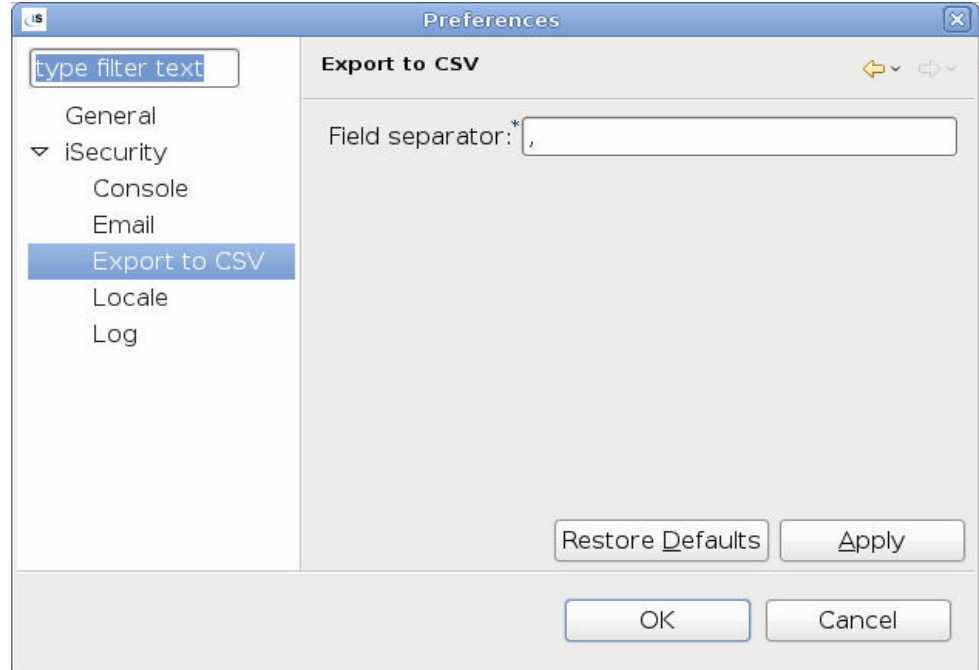 iS
Preferences
type filter text
General
iSecurity
Console
Email
Export to CSV
Locale
Log
Export to CSV
Field separator:* ,
Restore Defaults
Apply
OK
Cancel